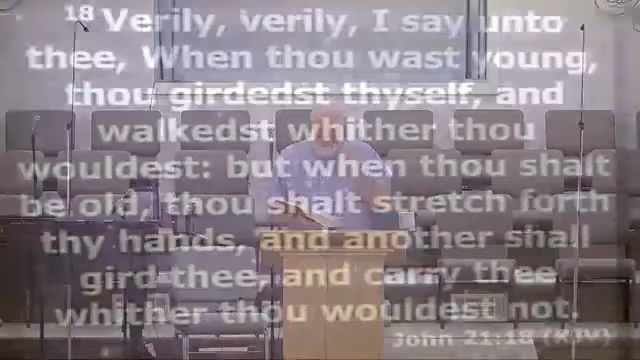 18 Verily, verily, I say unto
thee, When thou wast young,
thou girdedst thyself, and
walkedst whither thou
wouldest: but when thou shalt
be old, thou shalt stretch forth
thy hands, and another shall
gird thee, and carry thee
whither thou wouldest not.
John 21:18 (KJV)